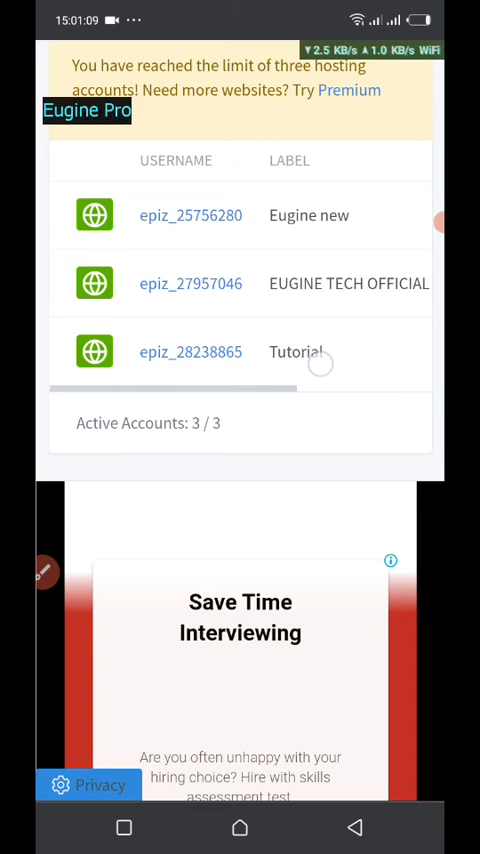 15:01:09
▾ 2.5 KB/s ▴ 1.0 KB/s WiFi
You have reached the limit of three hosting
accounts! Need more websites? Try Premium
Eugine Pro
USERNAME LABEL
epiz_25756280 Eugine new
epiz_27957046 EUGINE TECH OFFICIAL
epiz_28238865 Tutorial
Active Accounts: 3 / 3
Save Time
Interviewing
Are you often unhappy with your
hiring choice? Hire with skills
assessment test
Privacy